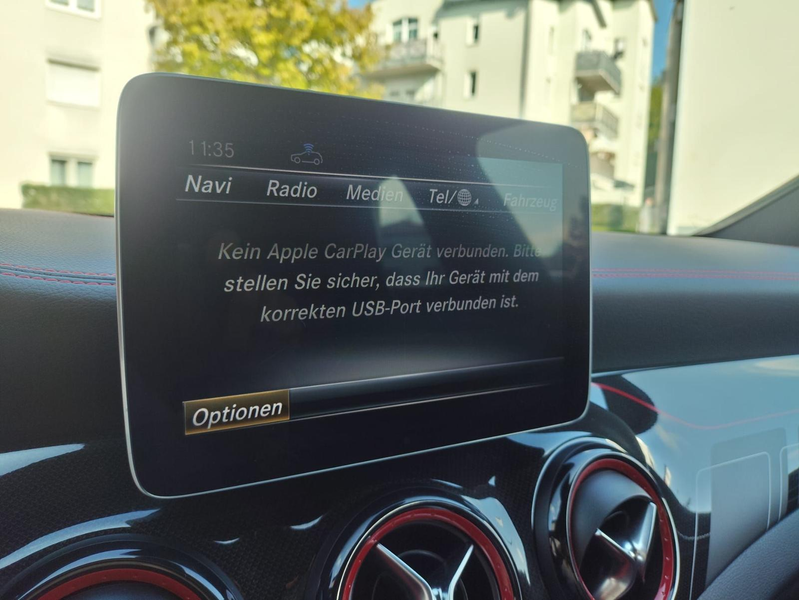 11:35
Navi Radio Medien Tel/ Fahrzeug
Kein Apple CarPlay Gerät verbunden. Bitte
stellen Sie sicher, dass Ihr Gerät mit dem
korrekten USB-Port verbunden ist.
Optionen